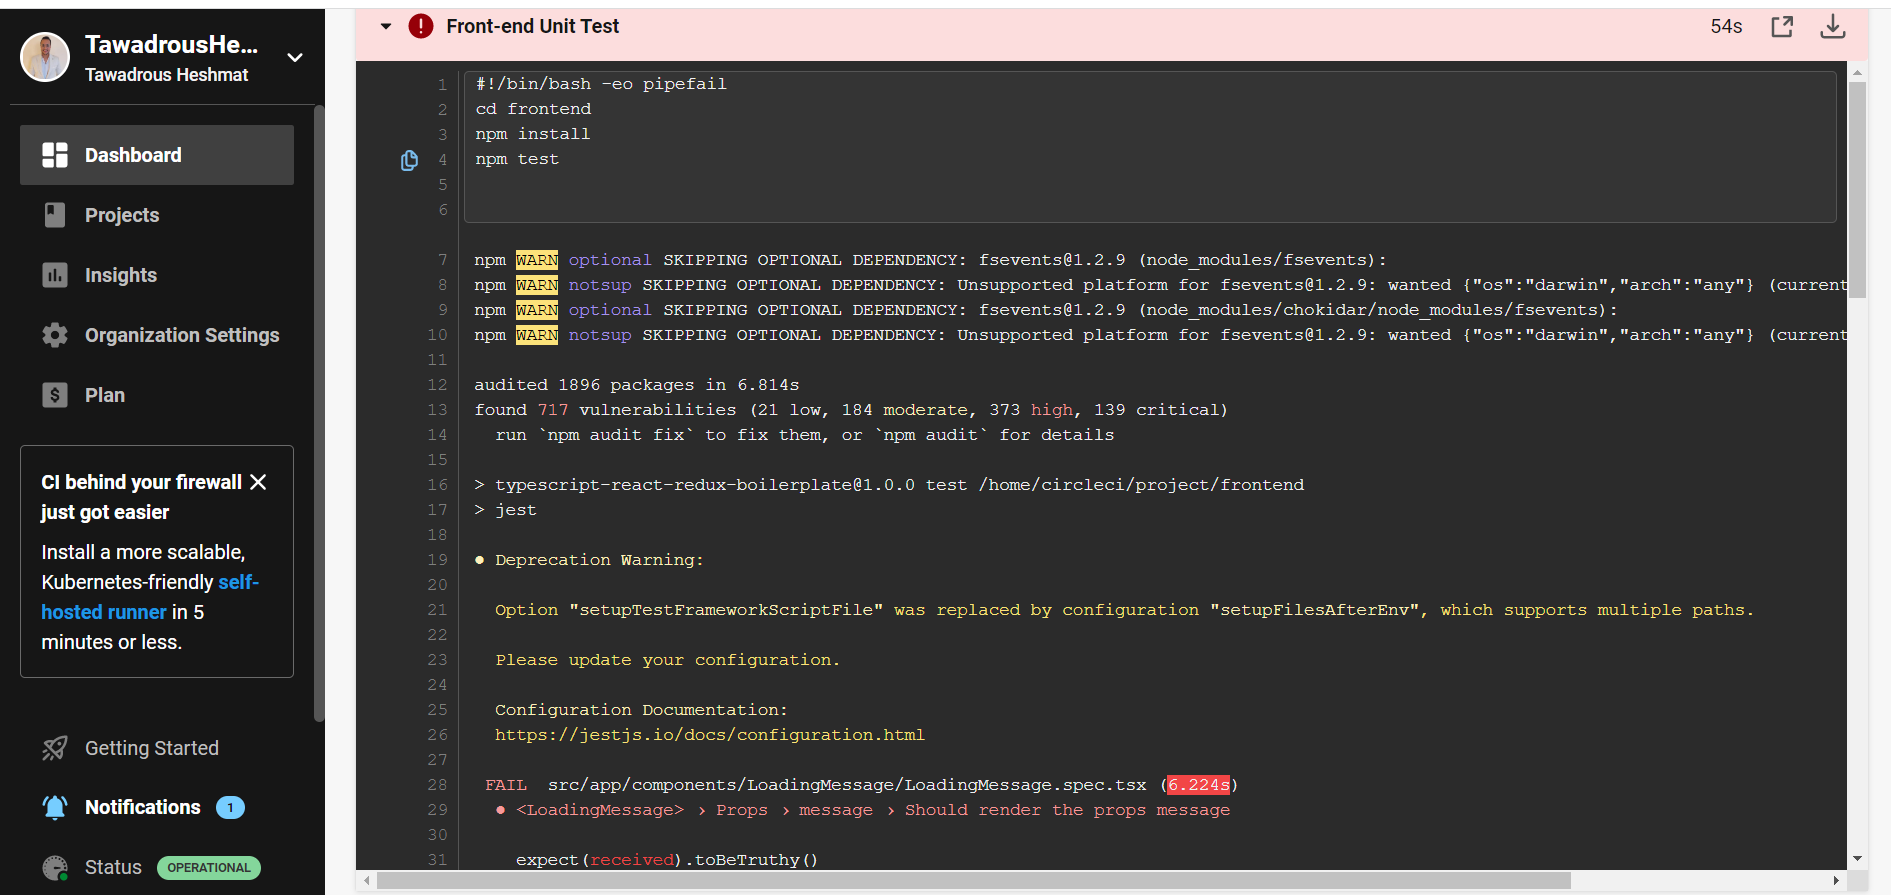 TawadrousHe...
Tawadrous Heshmat
Dashboard
Projects
Insights
Organization Settings
Plan
CI behind your firewall
just got easier
Install a more scalable,
Kubernetes-friendly self-
hosted runner in 5
minutes or less.
Getting Started
Notifications 1
Status OPERATIONAL
Front-end Unit Test 54s
1 #!/bin/bash -eo pipefail
2 cd frontend
3 npm install
4 npm test
5
6
7 npm WARN optional SKIPPING OPTIONAL DEPENDENCY: fsevents@1.2.9 (node_modules/fsevents):
8 npm WARN notsup SKIPPING OPTIONAL DEPENDENCY: Unsupported platform for fsevents@1.2.9: wanted {"os":"darwin","arch":"any"} (current
9 npm WARN optional SKIPPING OPTIONAL DEPENDENCY: fsevents@1.2.9 (node_modules/chokidar/node_modules/fsevents):
10 npm WARN notsup SKIPPING OPTIONAL DEPENDENCY: Unsupported platform for fsevents@1.2.9: wanted {"os":"darwin","arch":"any"} (current
11
12 audited 1896 packages in 6.814s
13 found 717 vulnerabilities (21 low, 184 moderate, 373 high, 139 critical)
14 run `npm audit fix` to fix them, or `npm audit` for details
15
16 > typescript-react-redux-boilerplate@1.0.0 test /home/circleci/project/frontend
17 > jest
18
19 ● Deprecation Warning:
20
21 Option "setupTestFrameworkScriptFile" was replaced by configuration "setupFilesAfterEnv", which supports multiple paths.
22
23 Please update your configuration.
24
25 Configuration Documentation:
26 https://jestjs.io/docs/configuration.html
27
28 FAIL src/app/components/LoadingMessage/LoadingMessage.spec.tsx (6.224s)
29 ● <LoadingMessage> › Props › message › Should render the props message
30
31 expect(received).toBeTruthy()